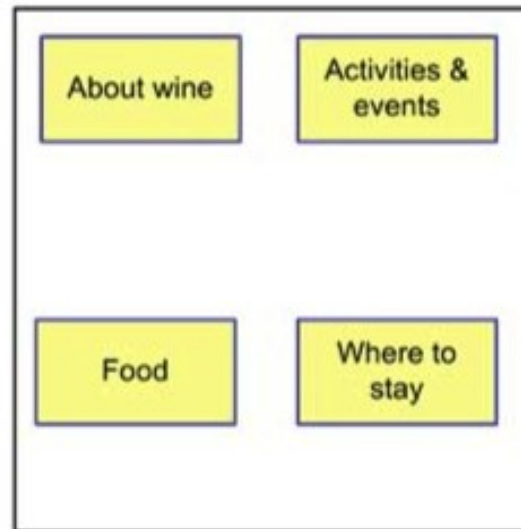 About wine
Activities &
events
Food
Where to
stay